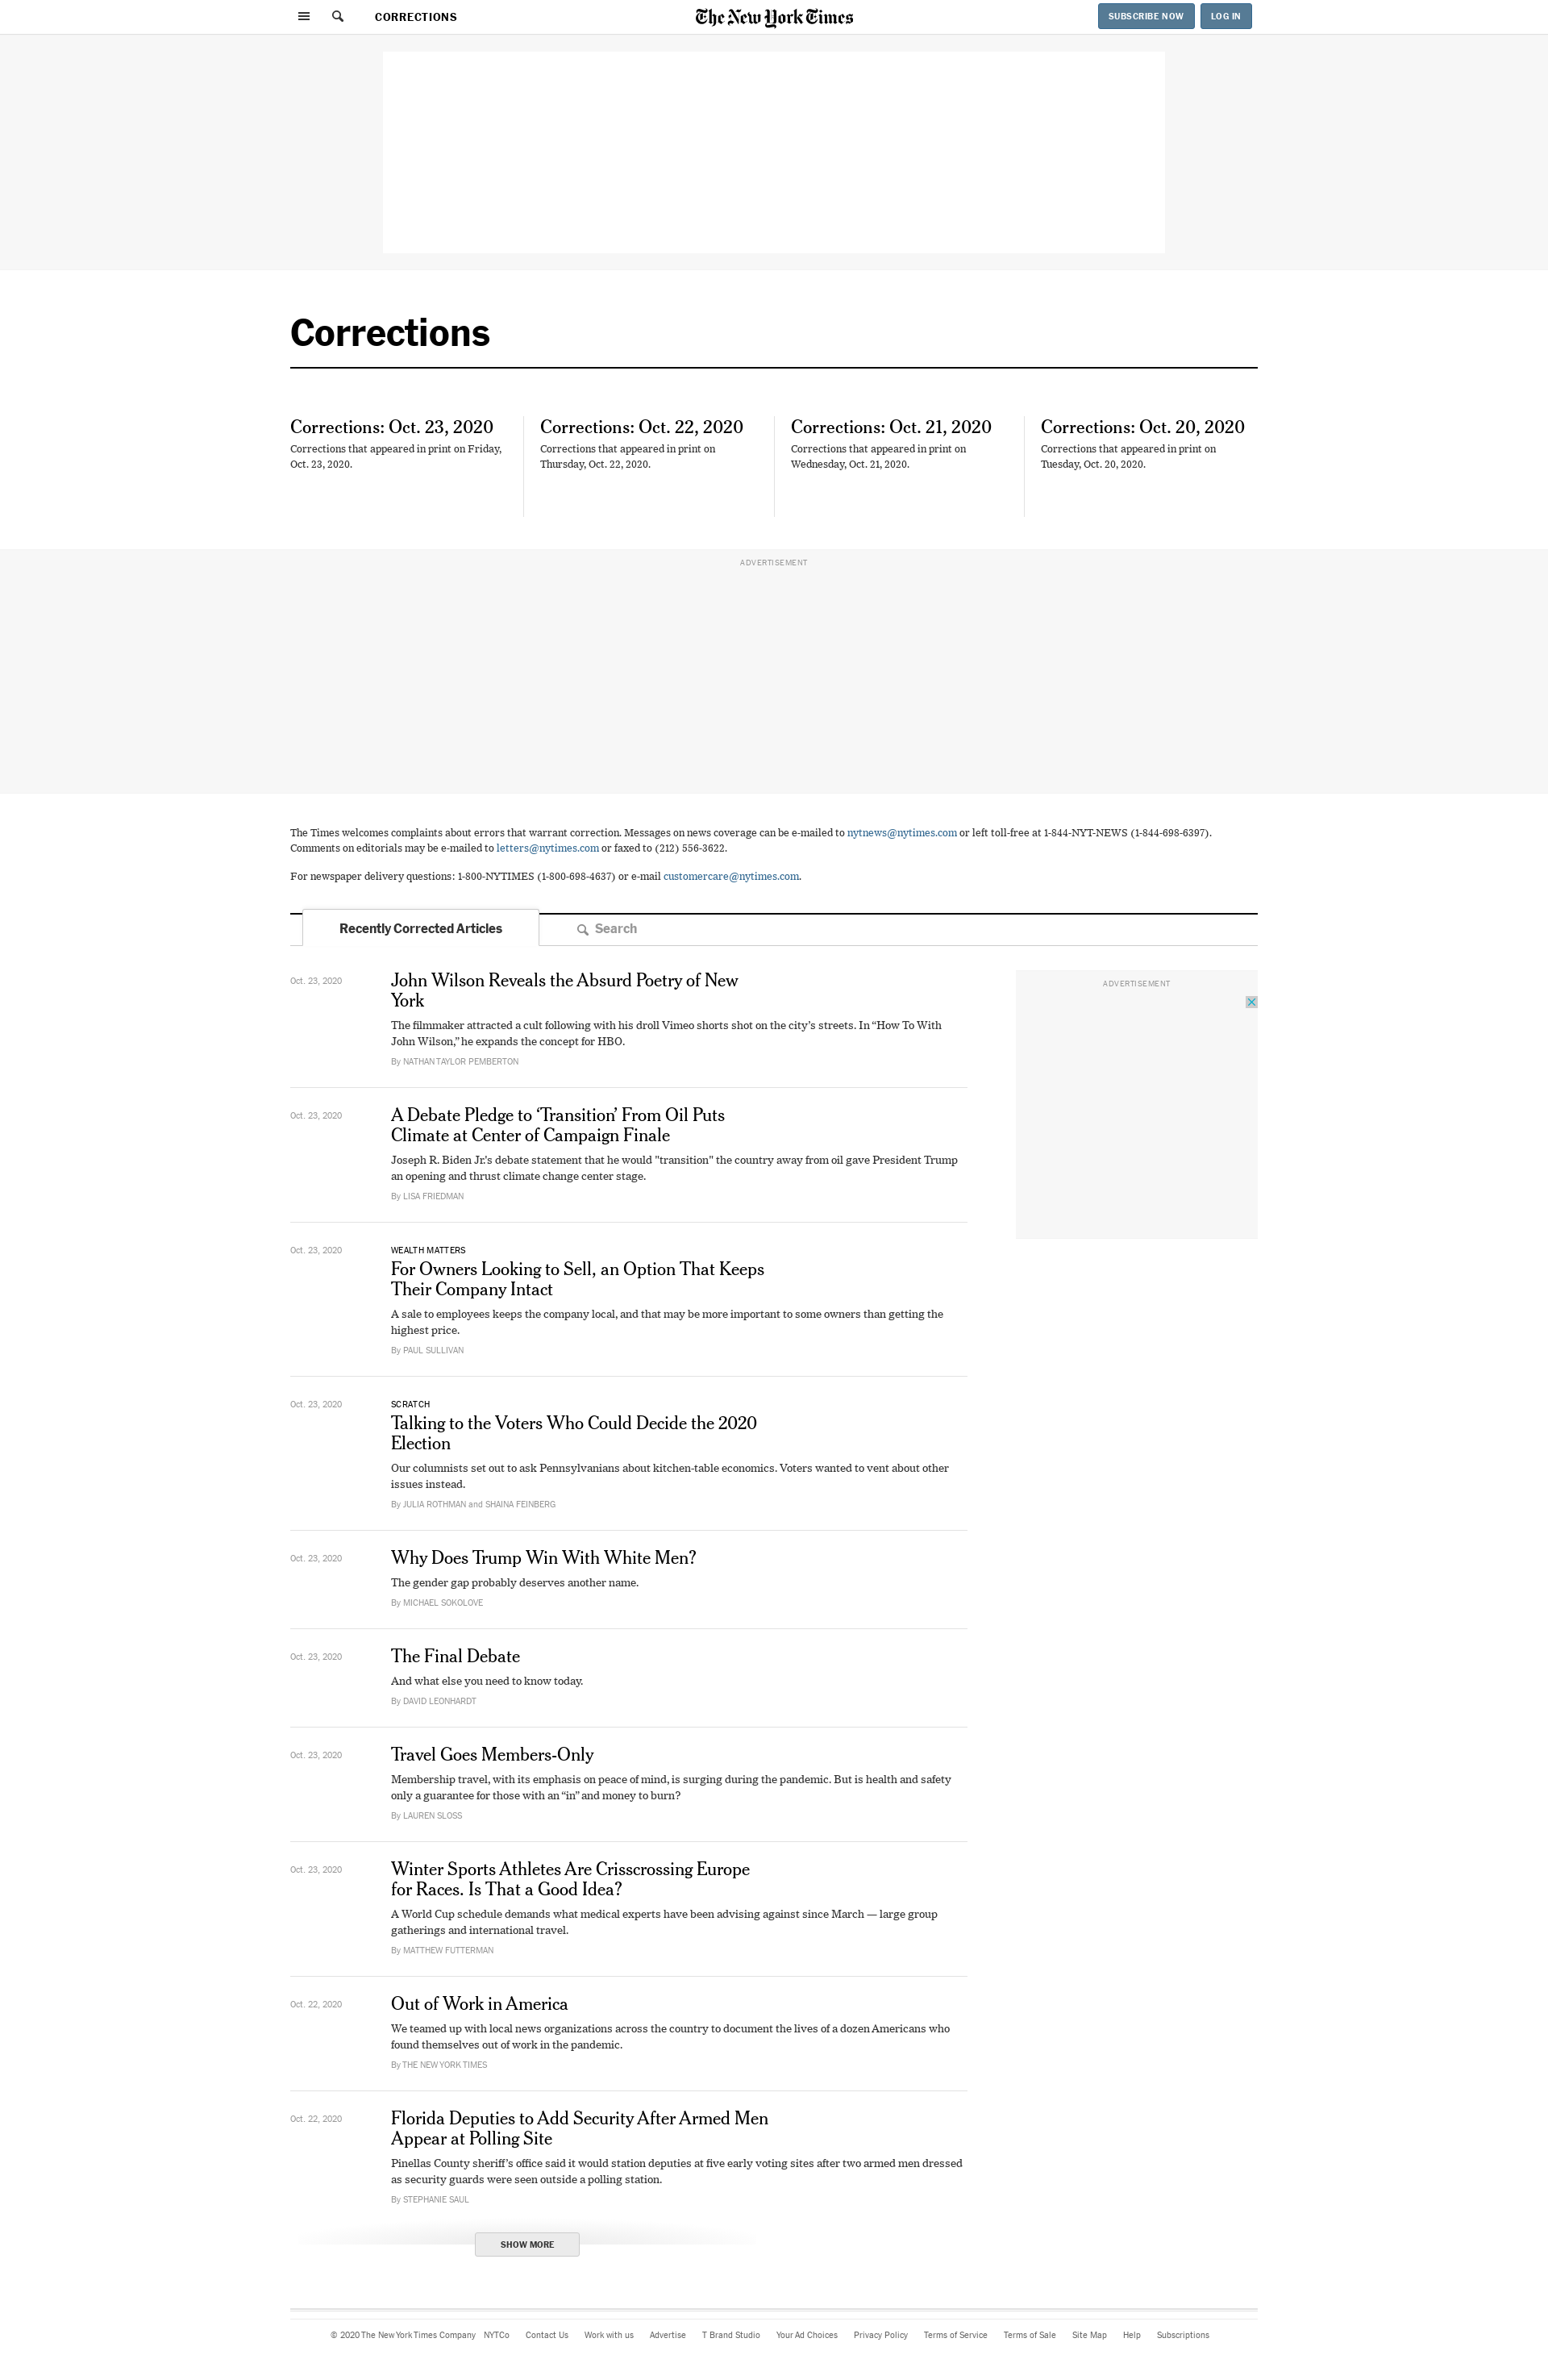 CORRECTIONS
The New York Times
SUBSCRIBE NOW
LOG IN
Corrections
Corrections: Oct. 23, 2020
Corrections that appeared in print on Friday,
Oct. 23, 2020.
Corrections: Oct. 22, 2020
Corrections that appeared in print on
Thursday, Oct. 22, 2020.
Corrections: Oct. 21, 2020
Corrections that appeared in print on
Wednesday, Oct. 21, 2020.
Corrections: Oct. 20, 2020
Corrections that appeared in print on
Tuesday, Oct. 20, 2020.
ADVERTISEMENT
The Times welcomes complaints about errors that warrant correction. Messages on news coverage can be e-mailed to nytnews@nytimes.com or left toll-free at 1-844-NYT-NEWS (1-844-698-6397).
Comments on editorials may be e-mailed to letters@nytimes.com or faxed to (212) 556-3622.
For newspaper delivery questions: 1-800-NYTIMES (1-800-698-4637) or e-mail customercare@nytimes.com.
Recently Corrected Articles
Search
ADVERTISEMENT
Oct. 23, 2020
John Wilson Reveals the Absurd Poetry of New
York
The filmmaker attracted a cult following with his droll Vimeo shorts shot on the city’s streets. In “How To With
John Wilson,” he expands the concept for HBO.
By NATHAN TAYLOR PEMBERTON
Oct. 23, 2020
A Debate Pledge to ‘Transition’ From Oil Puts
Climate at Center of Campaign Finale
Joseph R. Biden Jr.'s debate statement that he would "transition" the country away from oil gave President Trump
an opening and thrust climate change center stage.
By LISA FRIEDMAN
Oct. 23, 2020
WEALTH MATTERS
For Owners Looking to Sell, an Option That Keeps
Their Company Intact
A sale to employees keeps the company local, and that may be more important to some owners than getting the
highest price.
By PAUL SULLIVAN
Oct. 23, 2020
SCRATCH
Talking to the Voters Who Could Decide the 2020
Election
Our columnists set out to ask Pennsylvanians about kitchen-table economics. Voters wanted to vent about other
issues instead.
By JULIA ROTHMAN and SHAINA FEINBERG
Oct. 23, 2020
Why Does Trump Win With White Men?
The gender gap probably deserves another name.
By MICHAEL SOKOLOVE
Oct. 23, 2020
The Final Debate
And what else you need to know today.
By DAVID LEONHARDT
Oct. 23, 2020
Travel Goes Members-Only
Membership travel, with its emphasis on peace of mind, is surging during the pandemic. But is health and safety
only a guarantee for those with an “in” and money to burn?
By LAUREN SLOSS
Oct. 23, 2020
Winter Sports Athletes Are Crisscrossing Europe
for Races. Is That a Good Idea?
A World Cup schedule demands what medical experts have been advising against since March — large group
gatherings and international travel.
By MATTHEW FUTTERMAN
Oct. 22, 2020
Out of Work in America
We teamed up with local news organizations across the country to document the lives of a dozen Americans who
found themselves out of work in the pandemic.
By THE NEW YORK TIMES
Oct. 22, 2020
Florida Deputies to Add Security After Armed Men
Appear at Polling Site
Pinellas County sheriff’s office said it would station deputies at five early voting sites after two armed men dressed
as security guards were seen outside a polling station.
By STEPHANIE SAUL
SHOW MORE
© 2020 The New York Times Company NYTCo Contact Us Work with us Advertise T Brand Studio Your Ad Choices Privacy Policy Terms of Service Terms of Sale Site Map Help Subscriptions